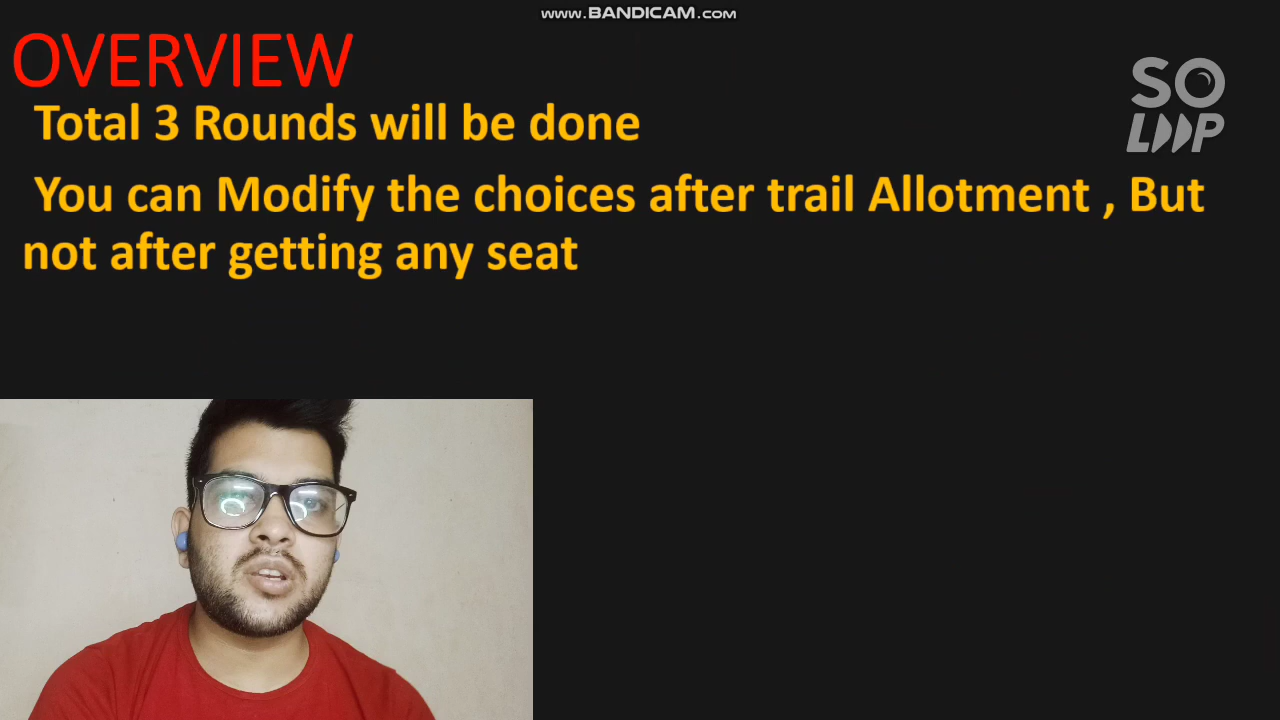 www.BANDICAM.com
OVERVIEW
SO
LOOP
Total 3 Rounds will be done
You can Modify the choices after trail Allotment , But
not after getting any seat